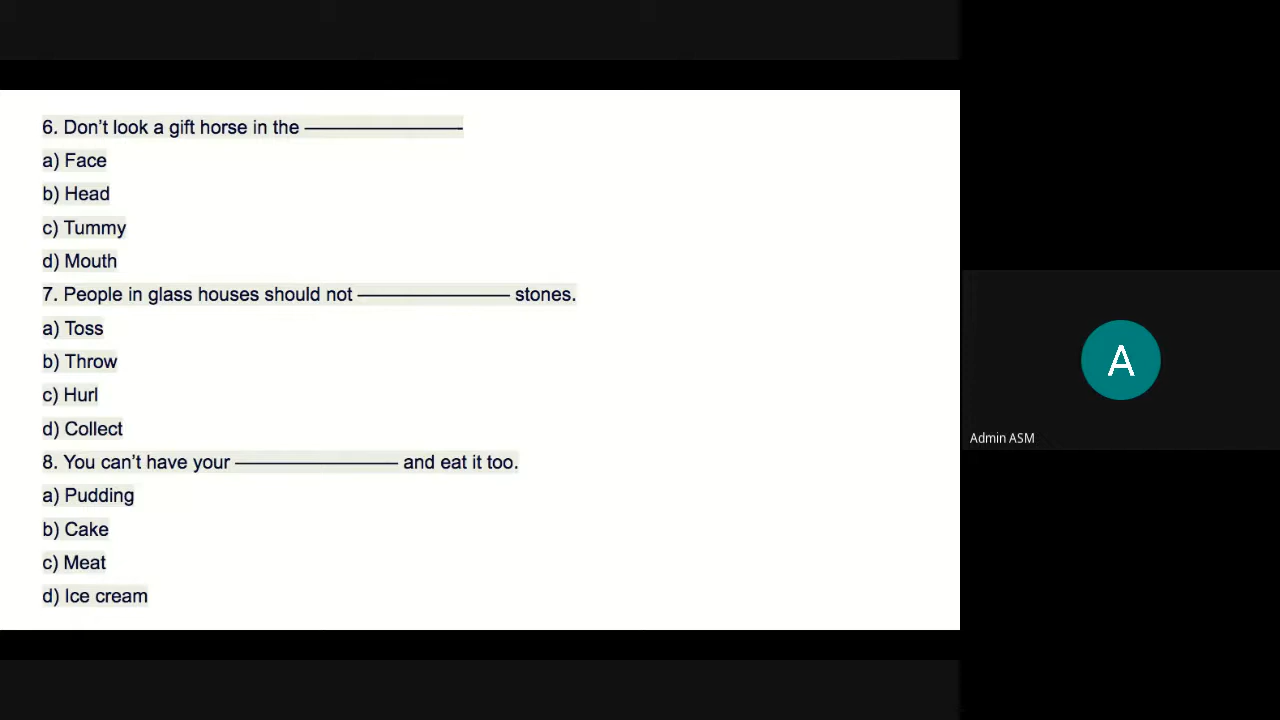 6. Don’t look a gift horse in the ————————
a) Face
b) Head
c) Tummy
d) Mouth
7. People in glass houses should not ———————— stones.
a) Toss
b) Throw
c) Hurl
d) Collect
8. You can’t have your ———————— and eat it too.
a) Pudding
b) Cake
c) Meat
d) Ice cream
A
Admin ASM